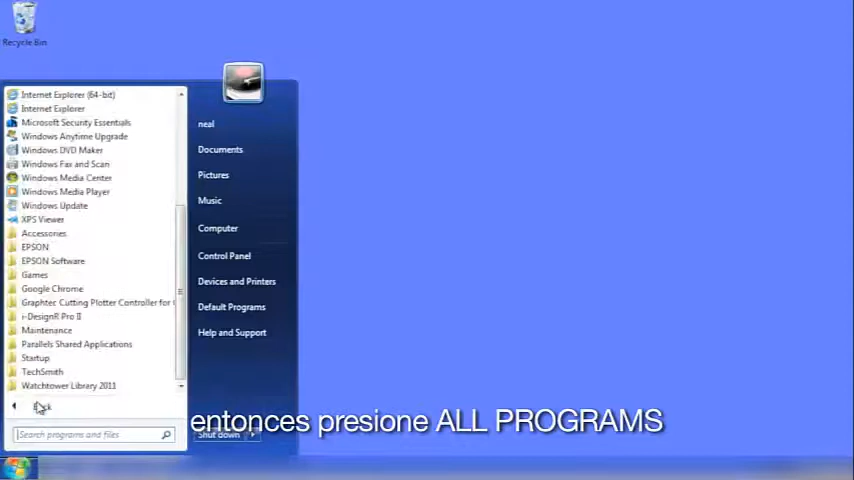 Recycle Bin
Internet Explorer (64-bit)
Internet Explorer
Microsoft Security Essentials
Windows Anytime Upgrade
Windows DVD Maker
Windows Fax and Scan
Windows Media Center
Windows Media Player
Windows Update
XPS Viewer
Accessories
EPSON
EPSON Software
Games
Google Chrome
Graphtec Cutting Plotter Controller for
i-DesignR Pro II
Maintenance
Parallels Shared Applications
Startup
TechSmith
Watchtower Library 2011
Back
Search programs and files
neal
Documents
Pictures
Music
Computer
Control Panel
Devices and Printers
Default Programs
Help and Support
Shut down
entonces presione ALL PROGRAMS